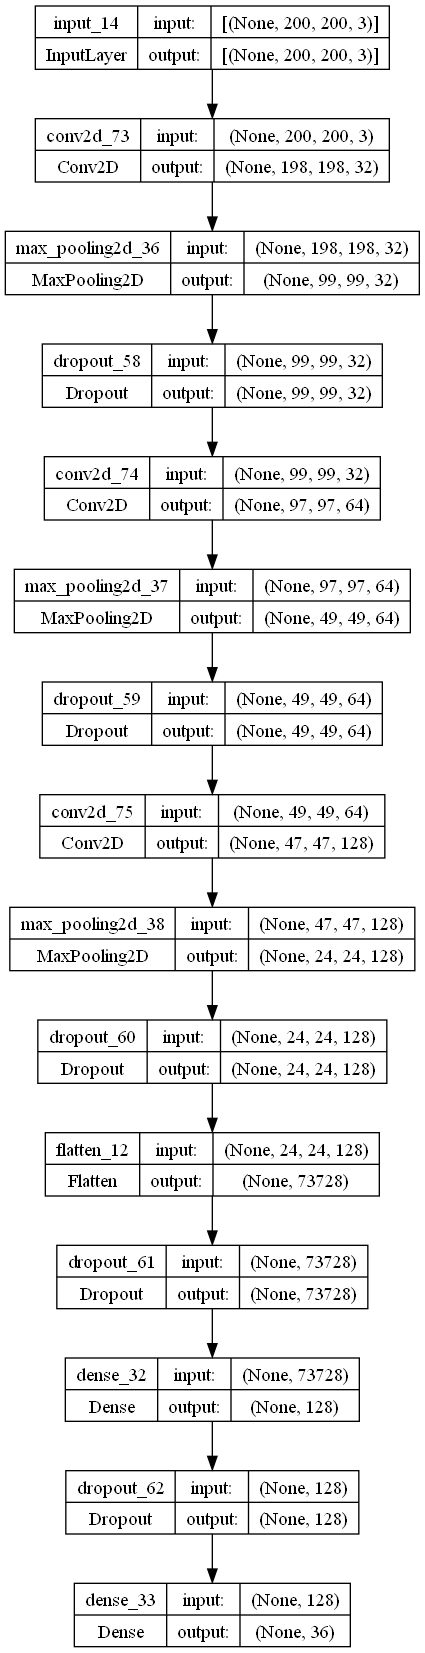 input_14 input: [(None, 200, 200, 3)]
InputLayer output: [(None, 200, 200, 3)]
conv2d_73 input: (None, 200, 200, 3)
Conv2D output: (None, 198, 198, 32)
max_pooling2d_36 input: (None, 198, 198, 32)
MaxPooling2D output: (None, 99, 99, 32)
dropout_58 input: (None, 99, 99, 32)
Dropout output: (None, 99, 99, 32)
conv2d_74 input: (None, 99, 99, 32)
Conv2D output: (None, 97, 97, 64)
max_pooling2d_37 input: (None, 97, 97, 64)
MaxPooling2D output: (None, 49, 49, 64)
dropout_59 input: (None, 49, 49, 64)
Dropout output: (None, 49, 49, 64)
conv2d_75 input: (None, 49, 49, 64)
Conv2D output: (None, 47, 47, 128)
max_pooling2d_38 input: (None, 47, 47, 128)
MaxPooling2D output: (None, 24, 24, 128)
dropout_60 input: (None, 24, 24, 128)
Dropout output: (None, 24, 24, 128)
flatten_12 input: (None, 24, 24, 128)
Flatten output: (None, 73728)
dropout_61 input: (None, 73728)
Dropout output: (None, 73728)
dense_32 input: (None, 73728)
Dense output: (None, 128)
dropout_62 input: (None, 128)
Dropout output: (None, 128)
dense_33 input: (None, 128)
Dense output: (None, 36)